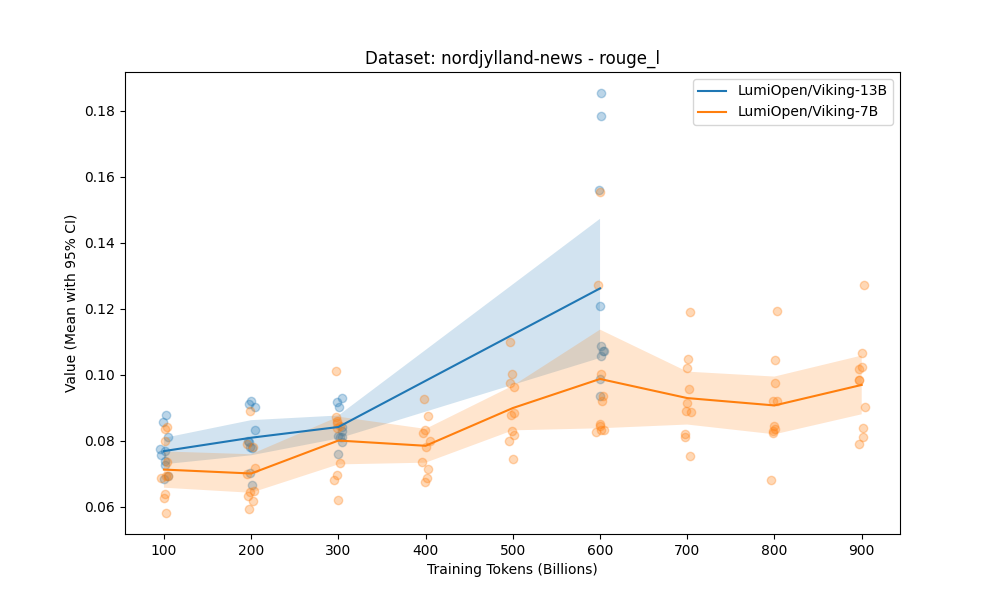 Dataset: nordjylland-news - rouge_l
LumiOpen/Viking-13B
LumiOpen/Viking-7B
Value (Mean with 95% CI)
0.18
0.16
0.14
0.12
0.10
0.08
0.06
100 200 300 400 500 600 700 800 900
Training Tokens (Billions)